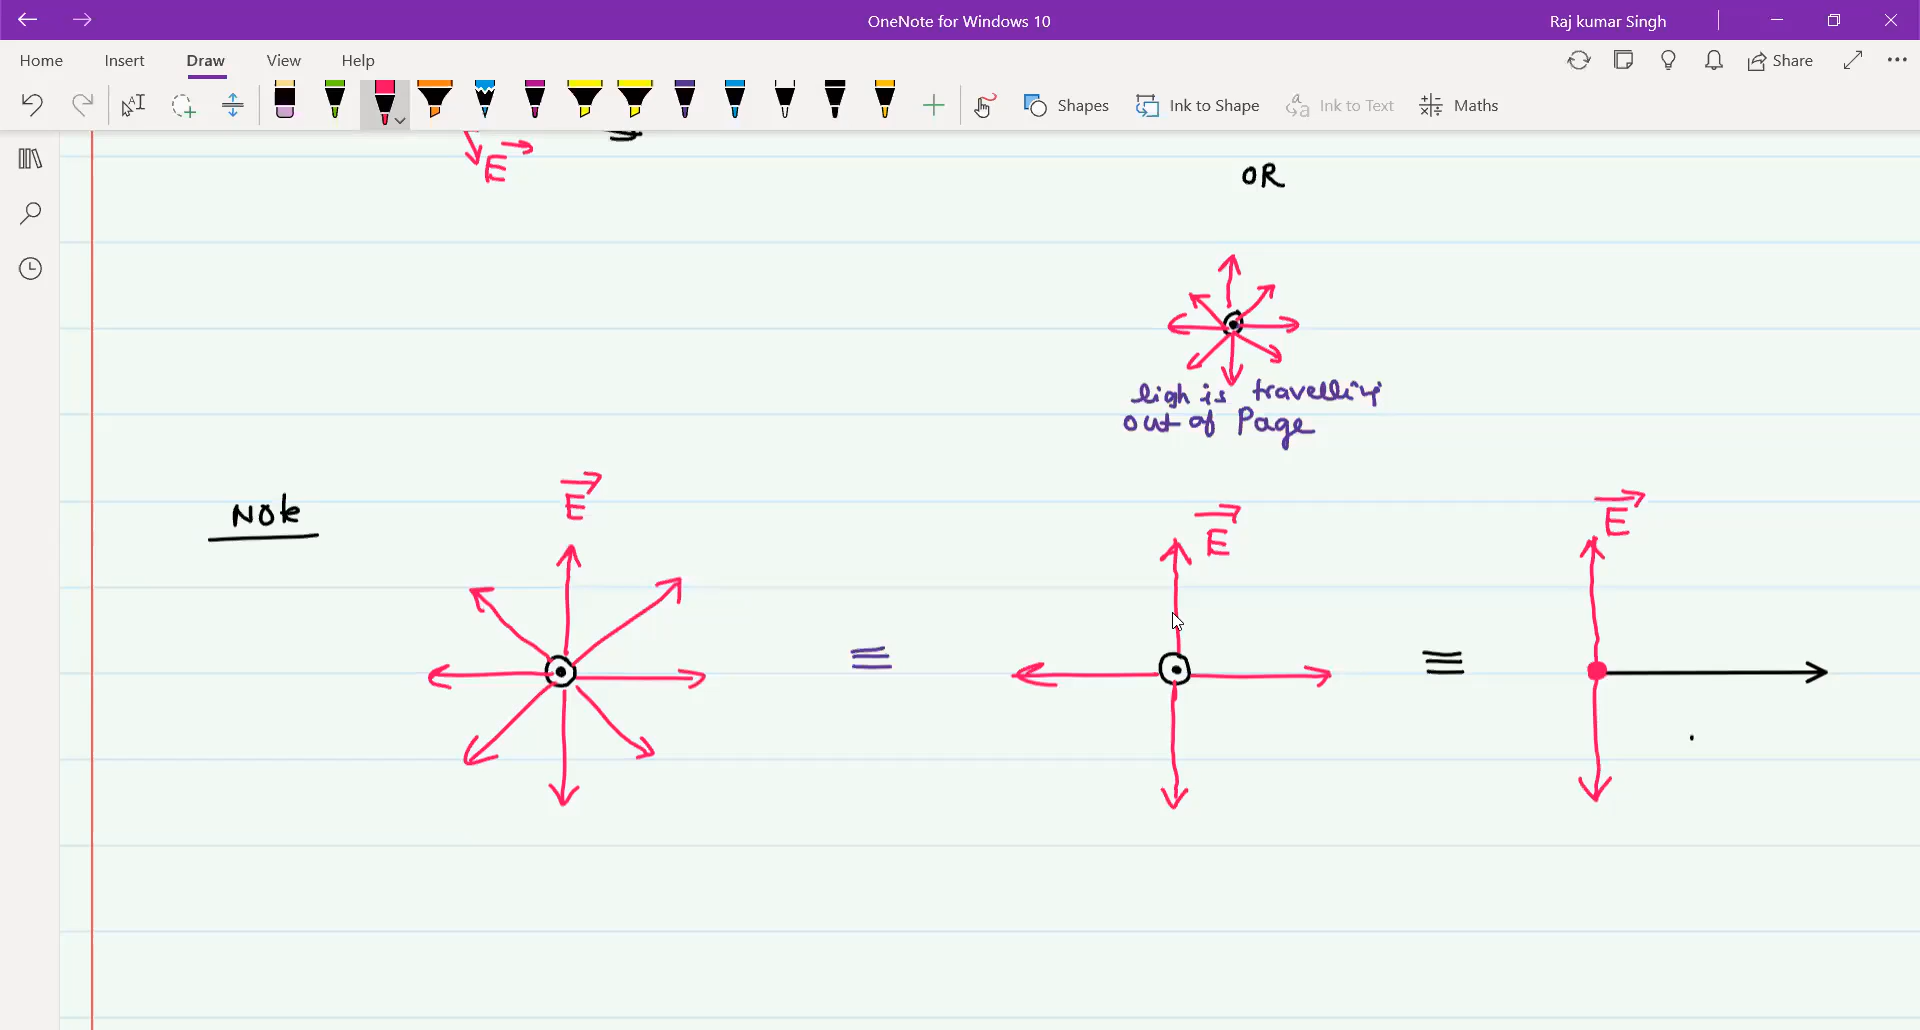 OneNote for Windows 10
Raj kumar Singh
Home Insert Draw View Help
Share
Shapes Ink to Shape Ink to Text Maths
E
OR
ligh is travelling
out of Page
Note
E
E
E
≡
≡